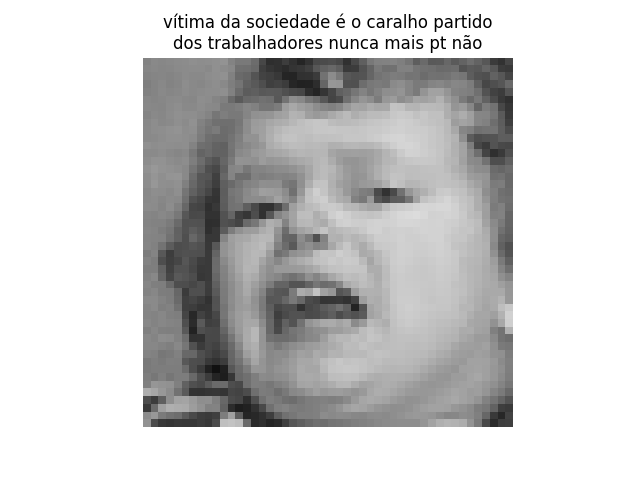 vítima da sociedade é o caralho partido
dos trabalhadores nunca mais pt não